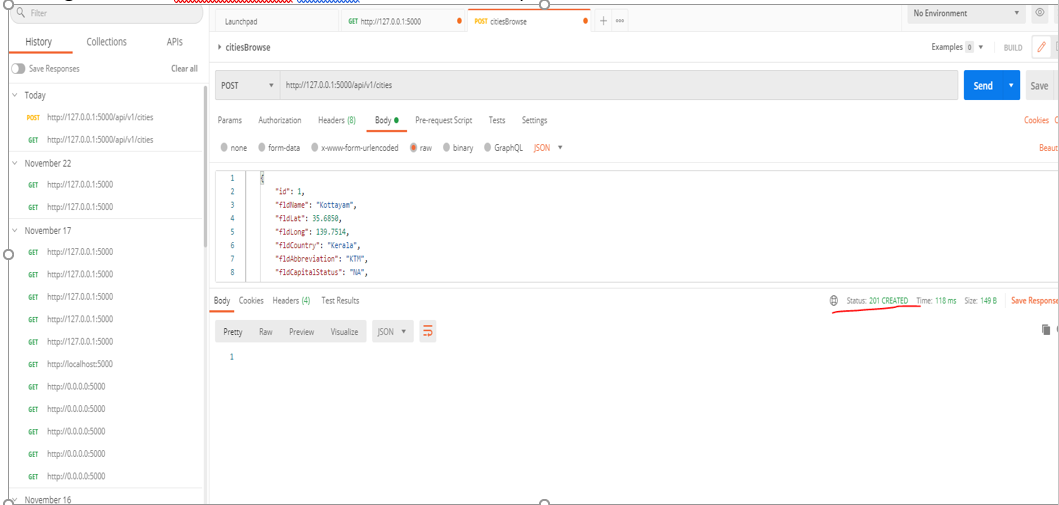 Filter
Launchpad
GET http://127.0.0.1:5000
POST citiesBrowse
No Environment
History Collections APIs
Save Responses Clear all
Today
POST http://127.0.0.1:5000/api/v1/cities
GET http://127.0.0.1:5000/api/v1/cities
November 22
GET http://127.0.0.1:5000
GET http://127.0.0.1:5000
November 17
GET http://127.0.0.1:5000
GET http://127.0.0.1:5000
GET http://127.0.0.1:5000
GET http://127.0.0.1:5000
GET http://127.0.0.1:5000
GET http://localhost:5000
GET http://0.0.0.0:5000
GET http://0.0.0.0:5000
GET http://0.0.0.0:5000
GET http://0.0.0.0:5000
GET http://0.0.0.0:5000
November 16
citiesBrowse
Examples 0 BUILD
POST http://127.0.0.1:5000/api/v1/cities Send Save
Params Authorization Headers (8) Body Pre-request Script Tests Settings Cookies
none form-data x-www-form-urlencoded raw binary GraphQL JSON Beaut
1 {
2 "id": 1,
3 "fldName": "Kottayam",
4 "fldLat": 35.6850,
5 "fldLong": 139.7514,
6 "fldCountry": "Kerala",
7 "fldAbbreviation": "KTM",
8 "fldCapitalStatus": "NA",
Body Cookies Headers (4) Test Results Status: 201 CREATED Time: 118 ms Size: 149 B Save Response
Pretty Raw Preview Visualize JSON
1